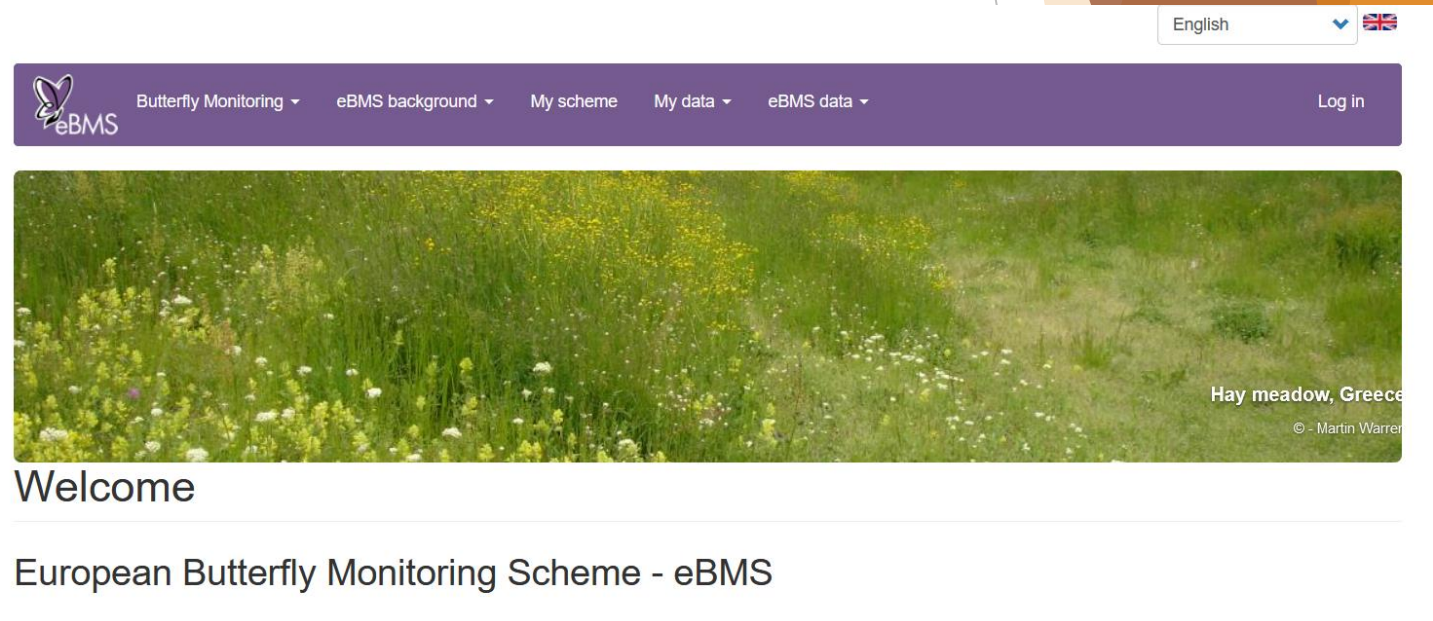 English
eBMS
Butterfly Monitoring
eBMS background
My scheme
My data
eBMS data
Log in
Hay meadow, Greece
© - Martin Warren
Welcome
European Butterfly Monitoring Scheme - eBMS